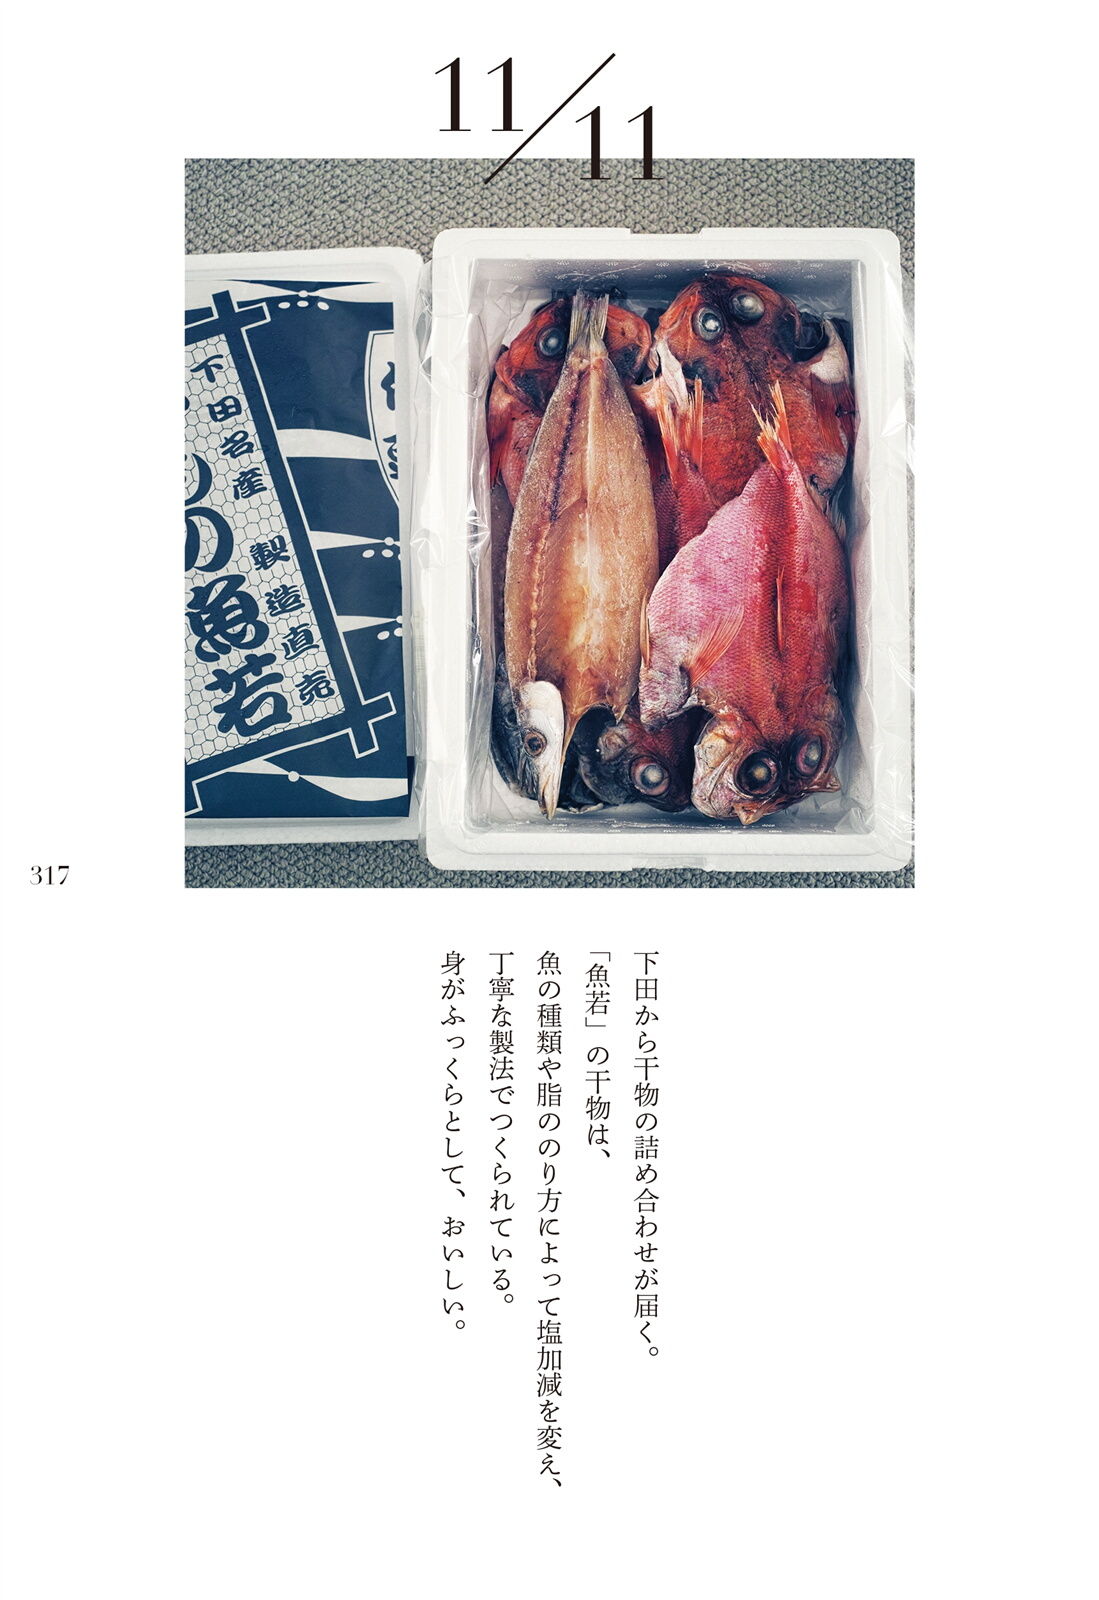 11/11
下田名産
製造直売
の魚若
317
下田から干物の詰め合わせが届く。
「魚若」の干物は、
魚の種類や脂ののり方によって塩加減を変え、
丁寧な製法でつくられている。
身がふっくらとして、おいしい。